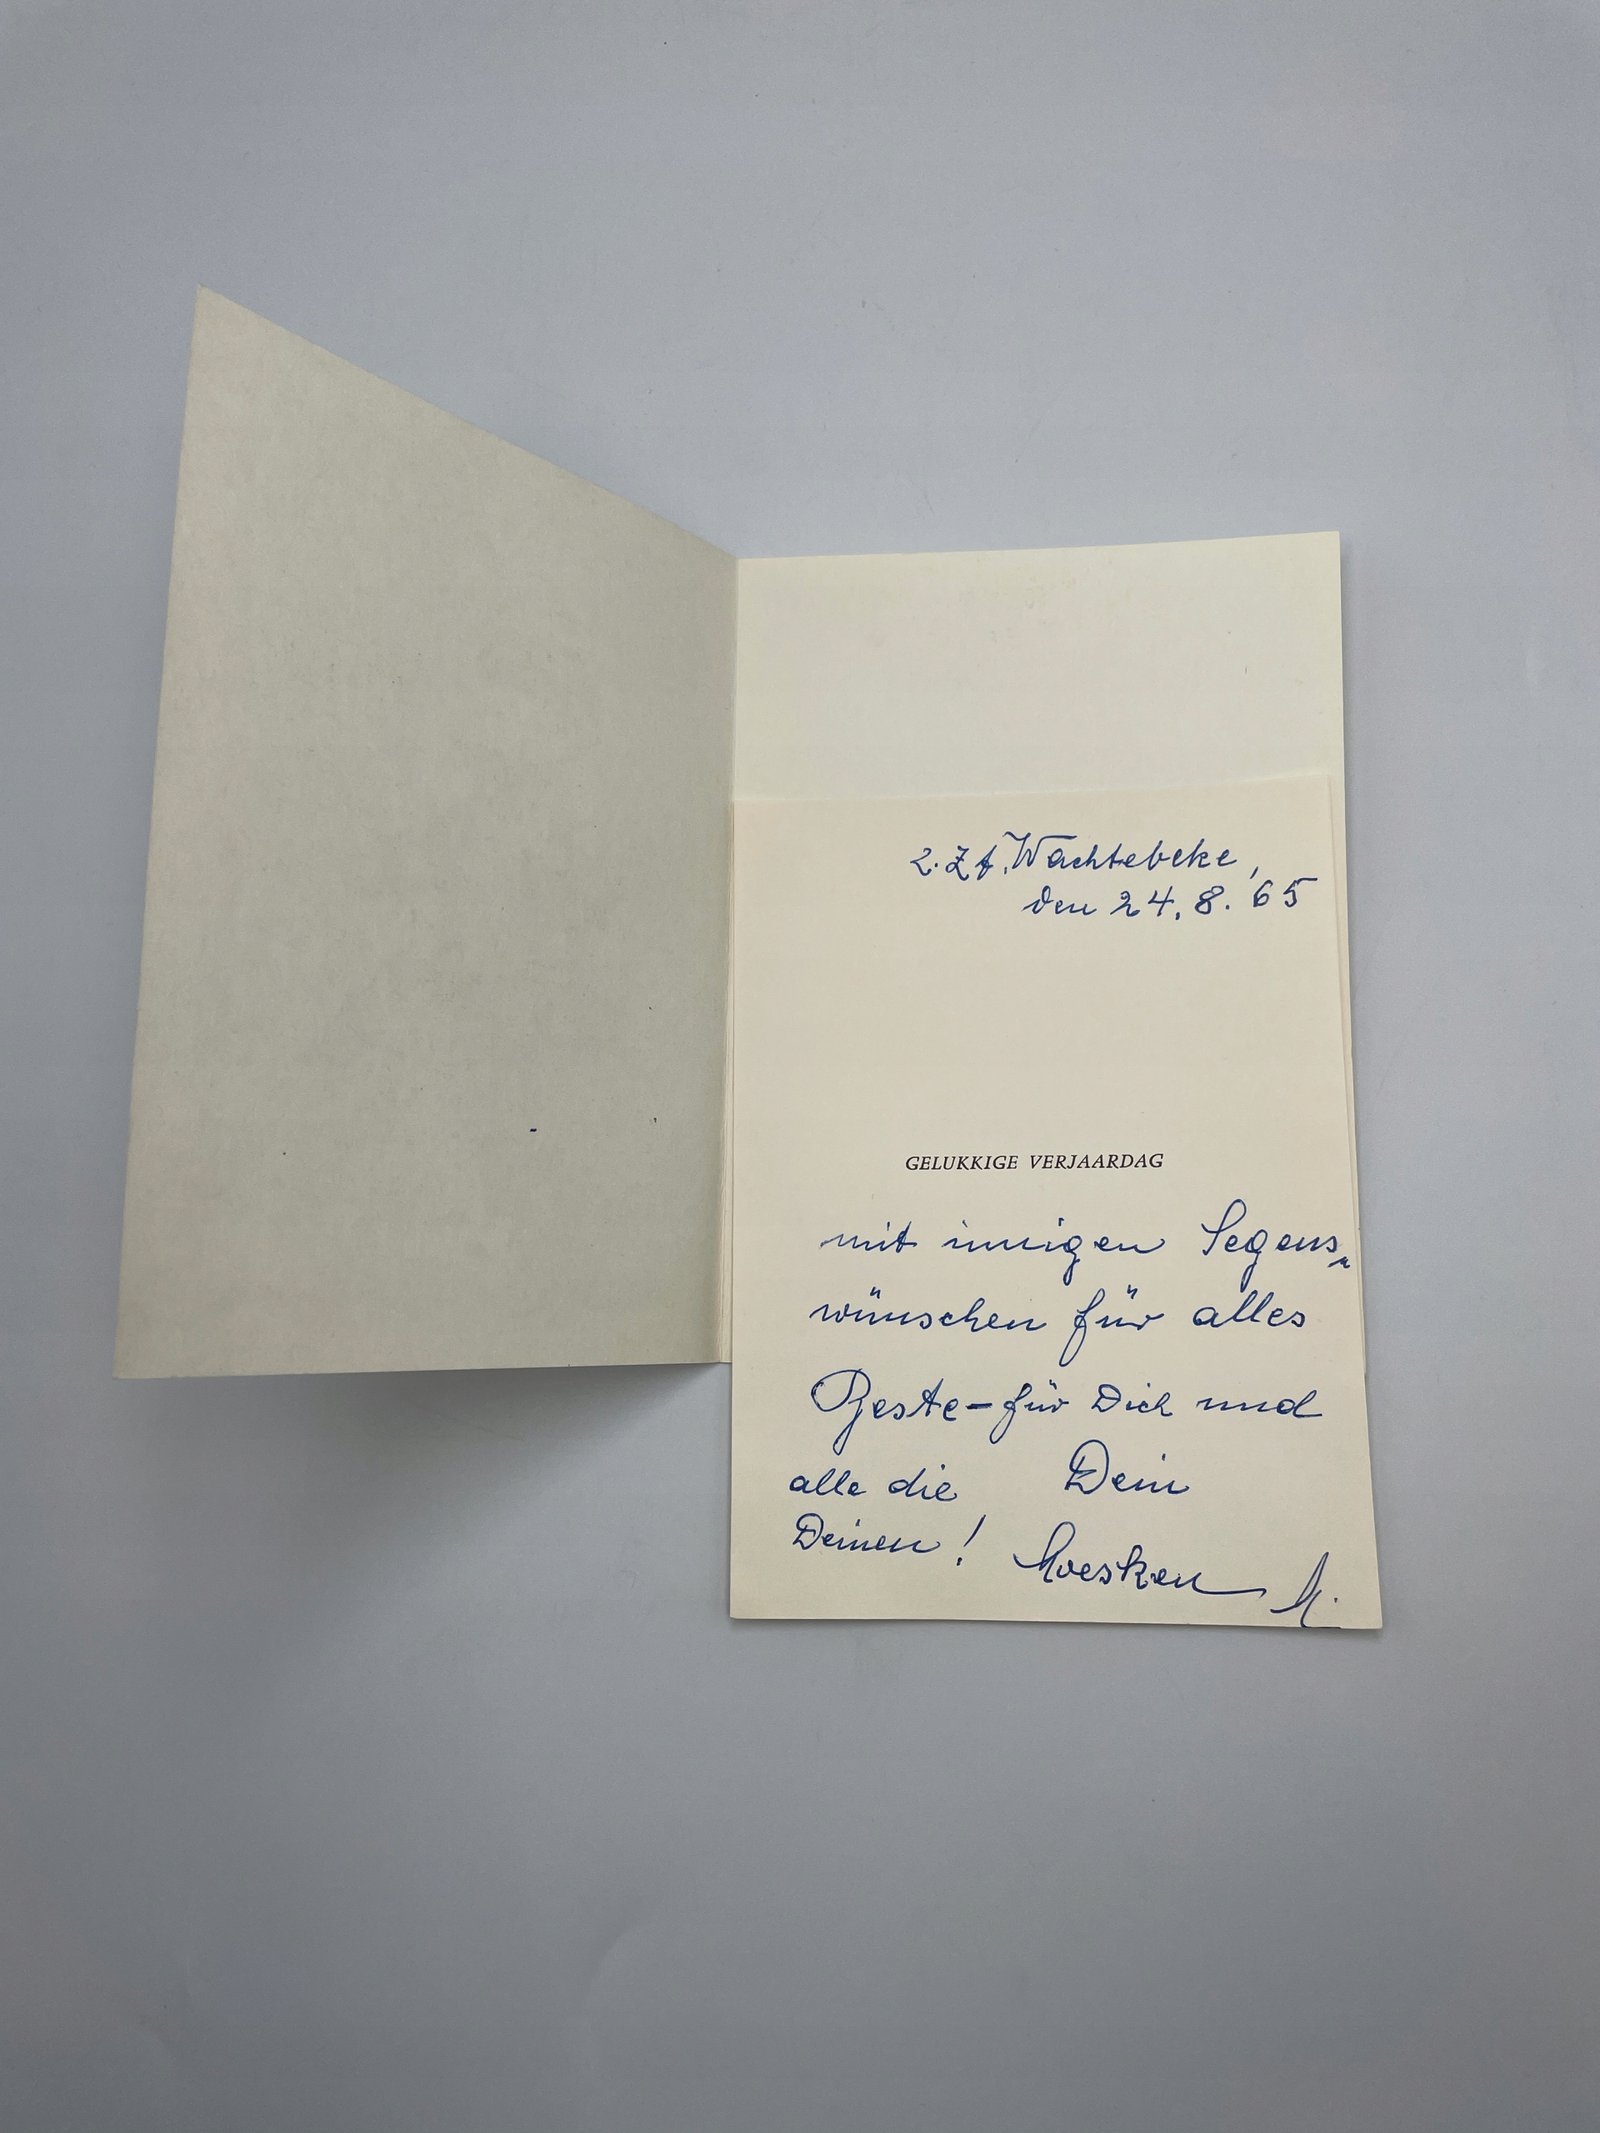 z. Zt. Wachtebeke,
den 24. 8. 65
GELUKKIGE VERJAARDAG
mit innigen Segens„
wünschen für alles
Beste – für Dich und
alle die Dein
Deinen! Moesken
M.